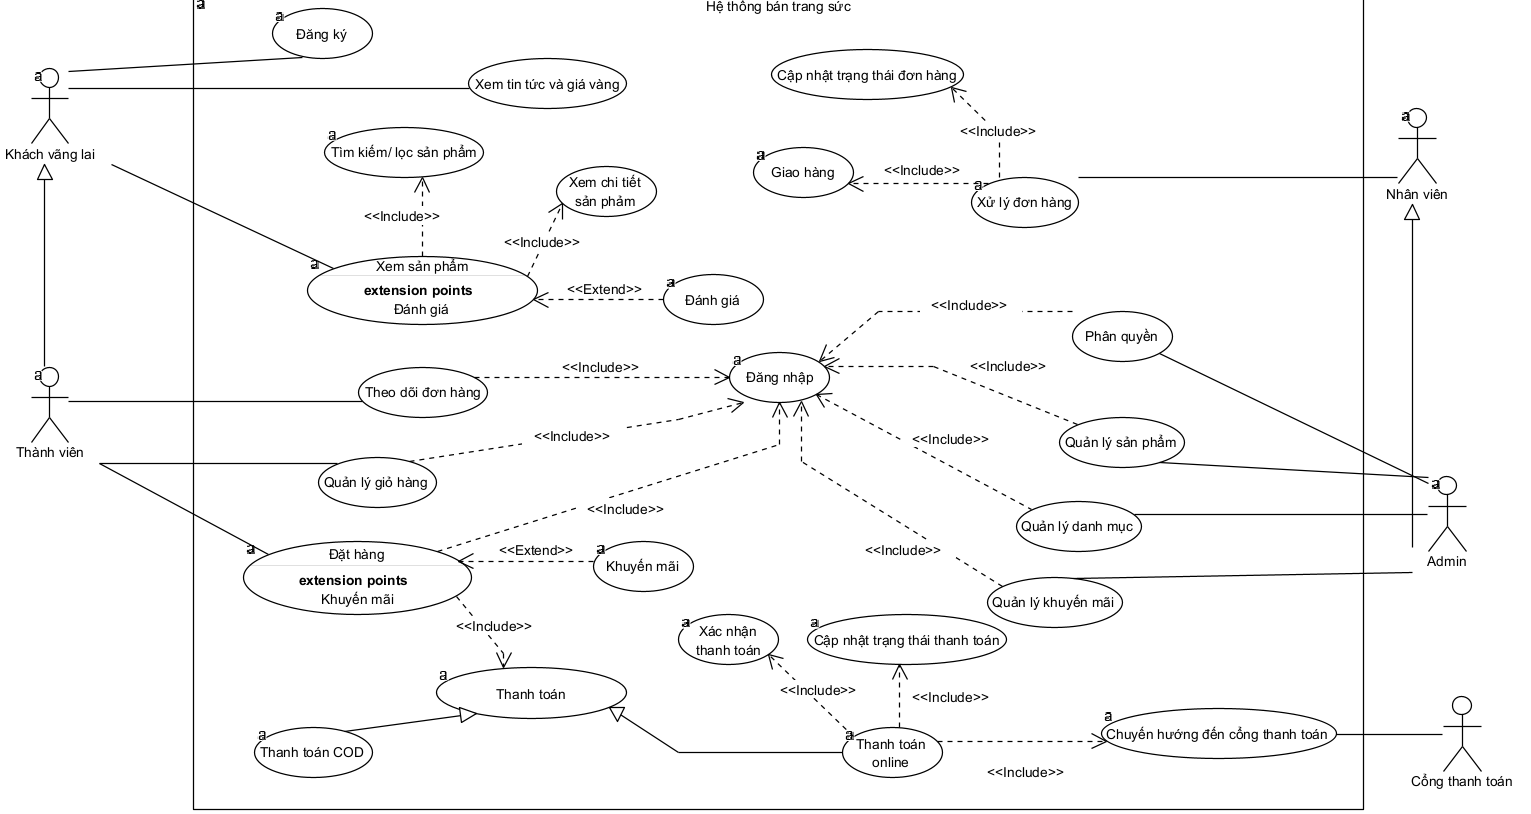 Hệ thống bán trang sức
a
a
Đăng ký
a
Khách vãng lai
Xem tin tức và giá vàng
Cập nhật trạng thái đơn hàng
<<Include>>
a
Nhân viên
a
Tìm kiếm/ lọc sản phẩm
a
Giao hàng
<<Include>>
Xem chi tiết
sản phảm
a
Xử lý đơn hàng
<<Include>>
<<Include>>
a
Xem sản phẩm
extension points
Đánh giá
<<Extend>>
a
Đánh giá
<<Include>>
Phân quyền
a
Đăng nhập
<<Include>>
<<Include>>
a
Thành viên
Theo dõi đơn hàng
<<Include>>
<<Include>>
Quản lý sản phẩm
Quản lý giỏ hàng
a
Admin
<<Include>>
Quản lý danh mục
a
Đặt hàng
extension points
Khuyến mãi
<<Extend>>
a
Khuyến mãi
<<Include>>
Quản lý khuyến mãi
<<Include>>
a
Xác nhận
thanh toán
a
Cập nhật trạng thái thanh toán
a
Thanh toán
<<Include>>
<<Include>>
a
Thanh toán COD
a
Thanh toán
online
a
Chuyển hướng đến cổng thanh toán
<<Include>>
Cổng thanh toán